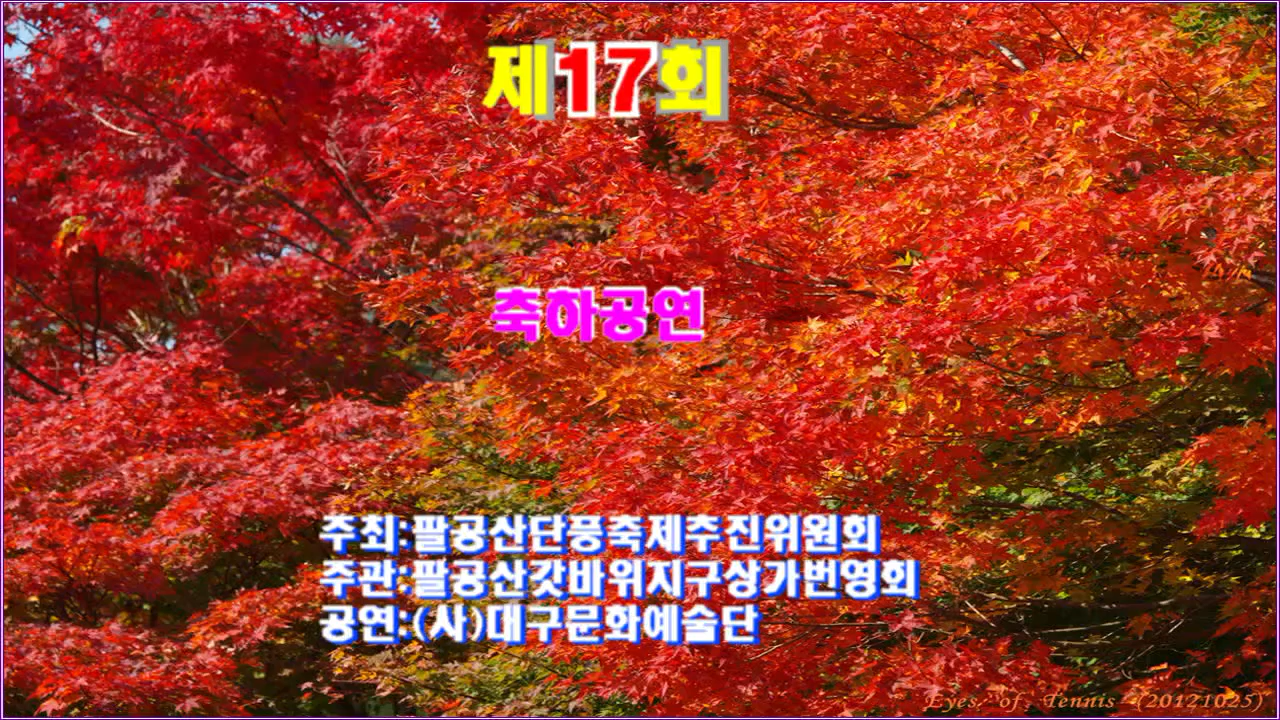 제17회
축하공연
주최:팔공산단풍축제추진위원회
주관:팔공산갓바위지구상가번영회
공연:(사)대구문화예술단
Eyes of Tennis (20121025)